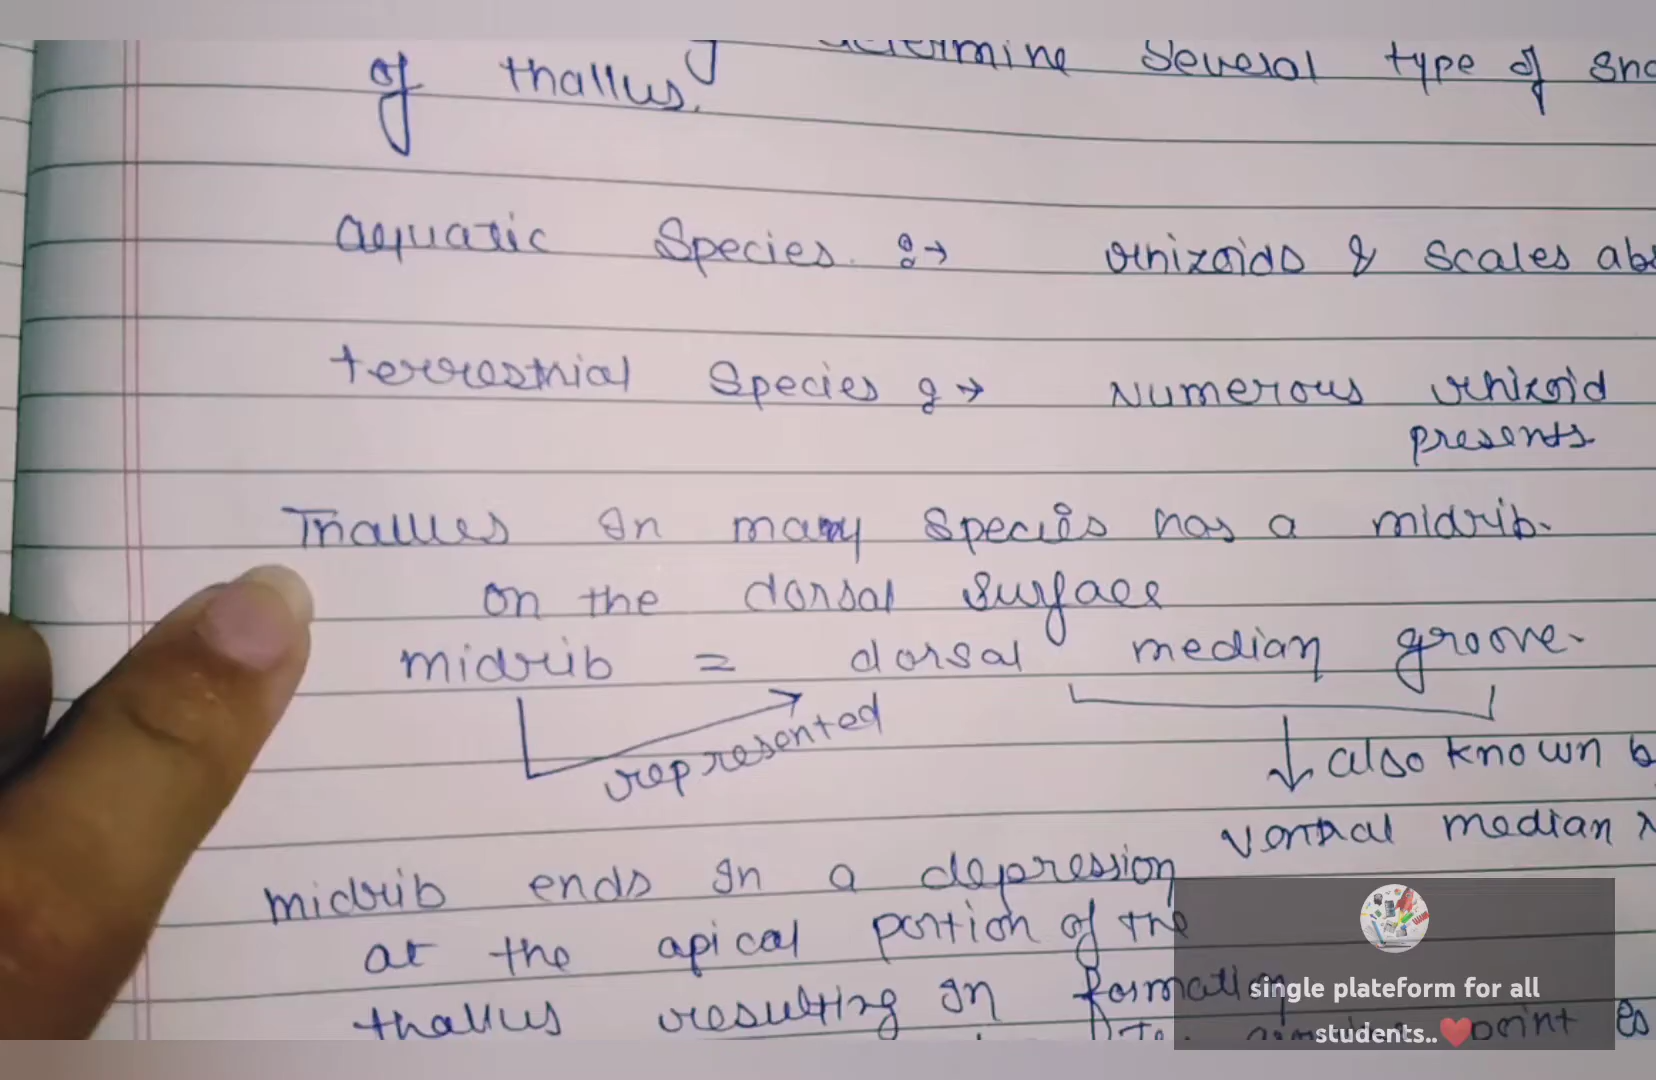 determine several type of
of thallus.
aquatic Species :→ rhizoids & Scales
terrestrial Species :→ Numerous rhizoid
presents
Thallus In many Species has a midrib.
on the dorsal surface
midrib = dorsal median groove.
represented
also known
ventral median
midrib ends In a depression
at the apical portion of the
thallus resulting In formation
point
single plateform for all
students..❤️